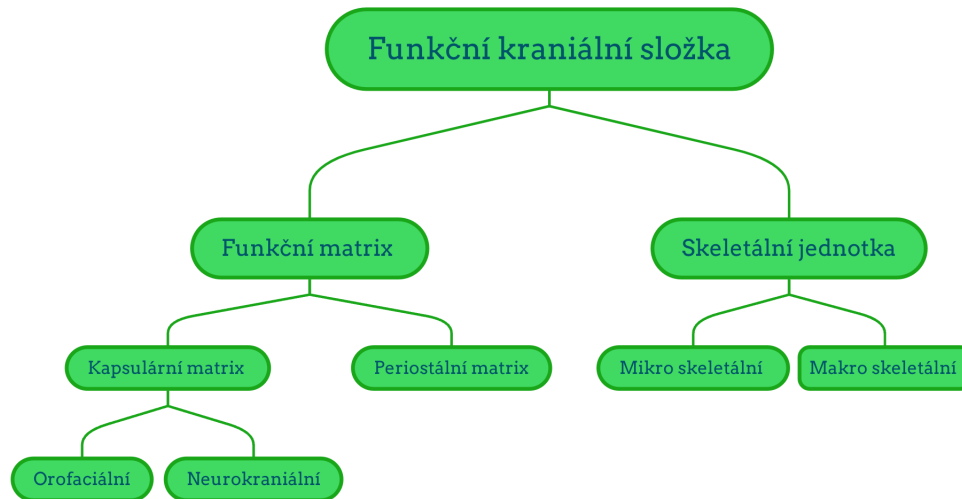 Funkční kraniální složka
Funkční matrix
Skeletální jednotka
Kapsulární matrix
Periostální matrix
Mikro skeletální
Makro skeletální
Orofaciální
Neurokraniální